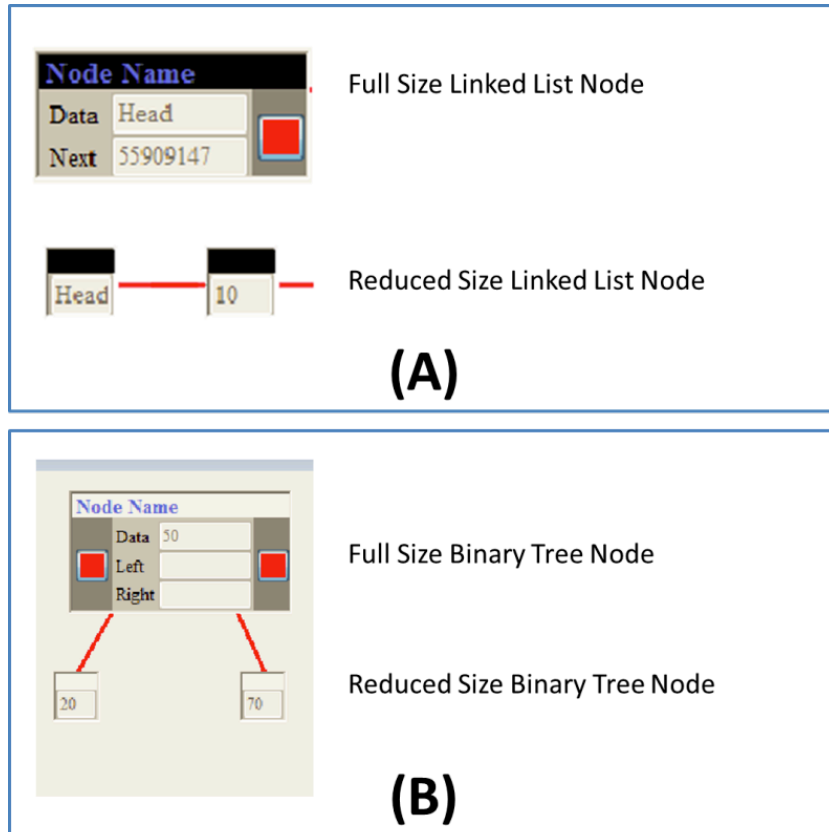 Node Name
Data Head
Next 55909147
Full Size Linked List Node
Head 10
Reduced Size Linked List Node
(A)
Node Name
Data 50
Left
Right
Full Size Binary Tree Node
20 70
Reduced Size Binary Tree Node
(B)